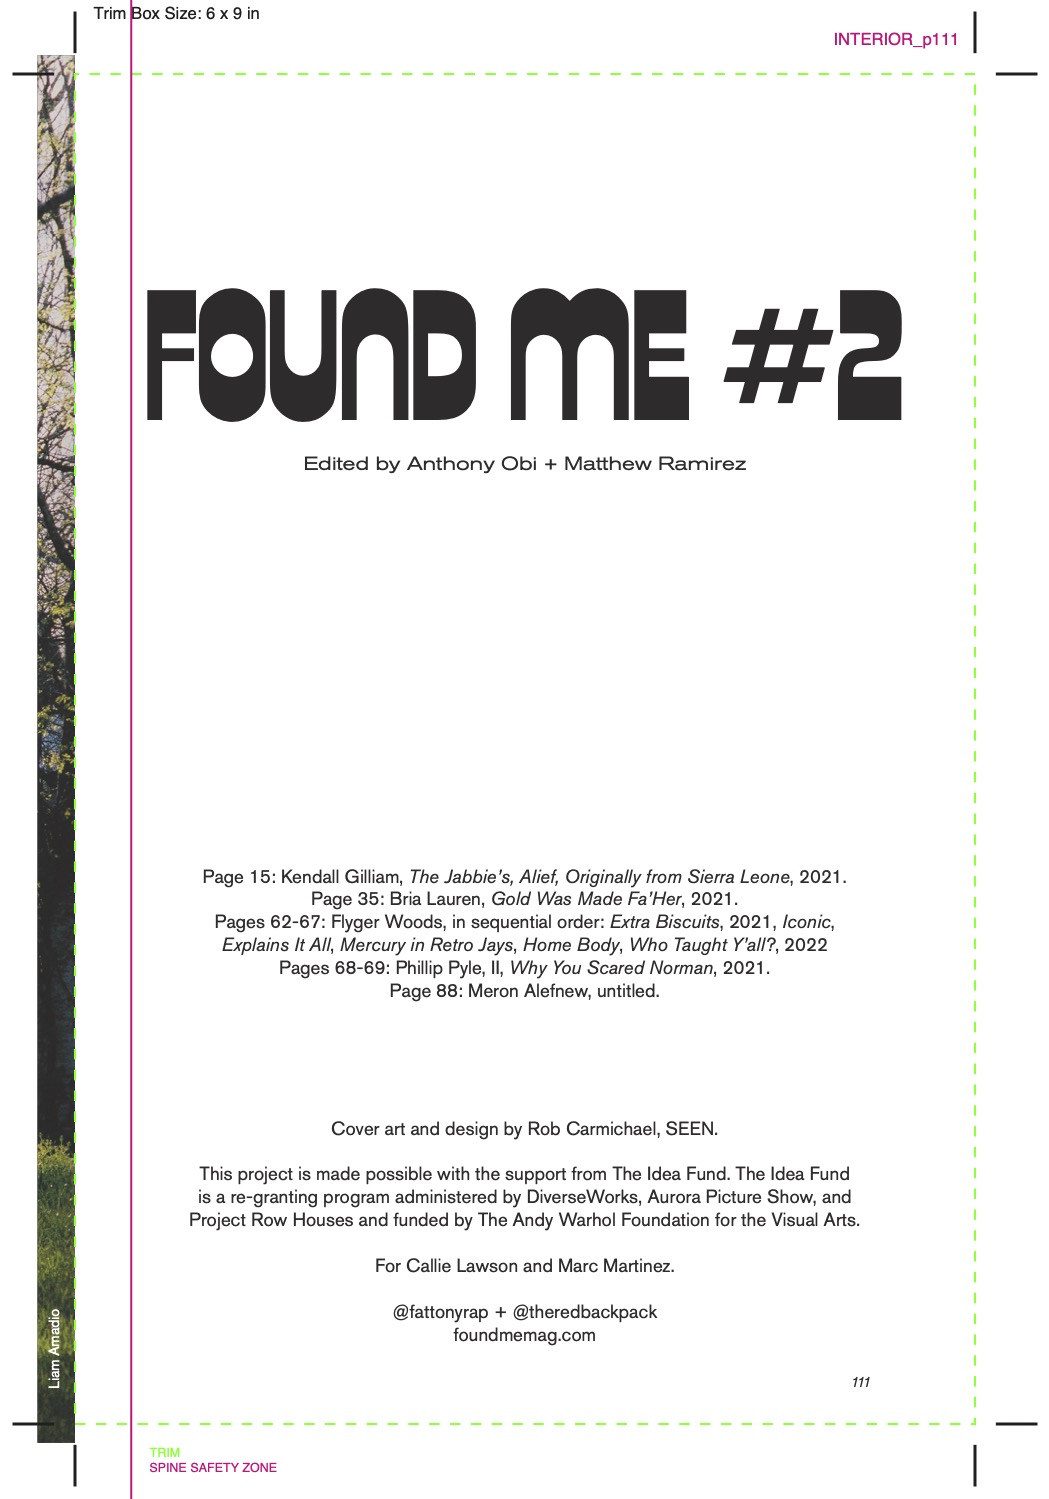 Trim Box Size: 6 x 9 in
INTERIOR_p111
FOUND ME #2
Edited by Anthony Obi + Matthew Ramirez
Page 15: Kendall Gilliam, The Jabbie's, Alief, Originally from Sierra Leone, 2021.
Page 35: Bria Lauren, Gold Was Made Fa'Her, 2021.
Pages 62-67: Flyger Woods, in sequential order: Extra Biscuits, 2021, Iconic,
Explains It All, Mercury in Retro Jays, Home Body, Who Taught Y'all?, 2022
Pages 68-69: Phillip Pyle, II, Why You Scared Norman, 2021.
Page 88: Meron Alefnew, untitled.
Cover art and design by Rob Carmichael, SEEN.
This project is made possible with the support from The Idea Fund. The Idea Fund
is a re-granting program administered by DiverseWorks, Aurora Picture Show, and
Project Row Houses and funded by The Andy Warhol Foundation for the Visual Arts.
For Callie Lawson and Marc Martinez.
@fattonyrap + @theredbackpack
foundmemag.com
Liam Amadio
111
TRIM
SPINE SAFETY ZONE